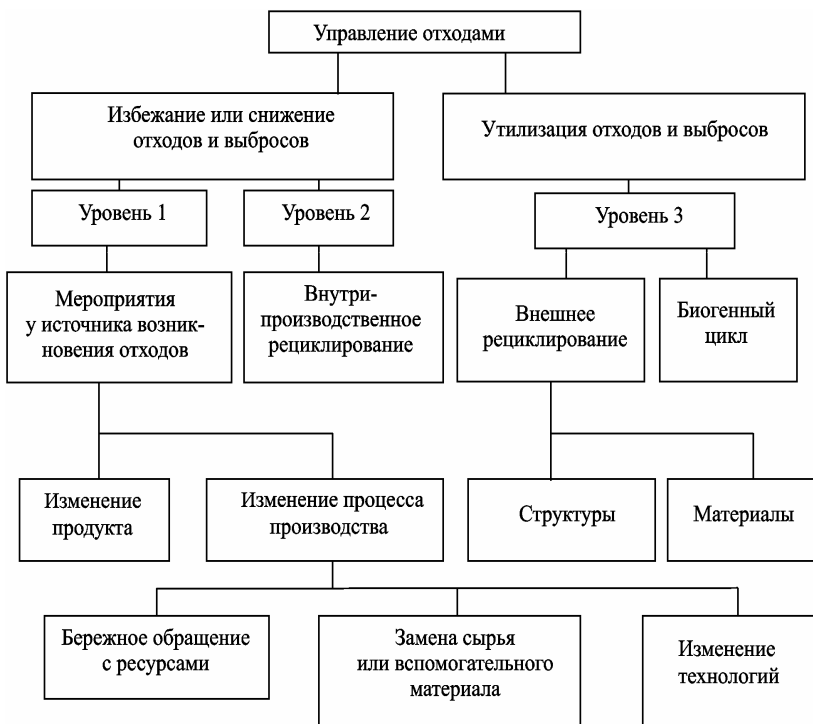 Управление отходами
Избежание или снижение
отходов и выбросов
Утилизация отходов и выбросов
Уровень 1
Уровень 2
Уровень 3
Мероприятия
у источника возник-
новения отходов
Внутри-
производственное
рециклирование
Внешнее
рециклирование
Биогенный
цикл
Изменение
продукта
Изменение процесса
производства
Структуры
Материалы
Бережное обращение
с ресурсами
Замена сырья
или вспомогательного
материала
Изменение
технологий